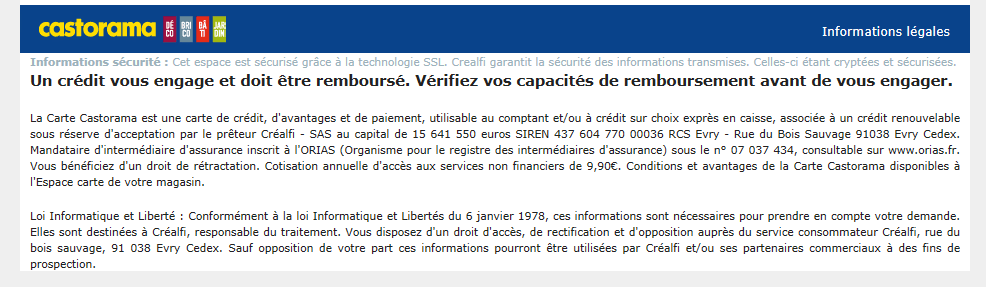 castorama DÉCO BRICO BÂTI JARDIN
Informations légales
Informations sécurité : Cet espace est sécurisé grâce à la technologie SSL. Crealfi garantit la sécurité des informations transmises. Celles-ci étant cryptées et sécurisées.
Un crédit vous engage et doit être remboursé. Vérifiez vos capacités de remboursement avant de vous engager.
La Carte Castorama est une carte de crédit, d'avantages et de paiement, utilisable au comptant et/ou à crédit sur choix exprès en caisse, associée à un crédit renouvelable
sous réserve d'acceptation par le prêteur Créalfi - SAS au capital de 15 641 550 euros SIREN 437 604 770 00036 RCS Evry - Rue du Bois Sauvage 91038 Evry Cedex.
Mandataire d'intermédiaire d'assurance inscrit à l'ORIAS (Organisme pour le registre des intermédiaires d'assurance) sous le n° 07 037 434, consultable sur www.orias.fr.
Vous bénéficiez d'un droit de rétractation. Cotisation annuelle d'accès aux services non financiers de 9,90€. Conditions et avantages de la Carte Castorama disponibles à
l'Espace carte de votre magasin.
Loi Informatique et Liberté : Conformément à la loi Informatique et Libertés du 6 janvier 1978, ces informations sont nécessaires pour prendre en compte votre demande.
Elles sont destinées à Créalfi, responsable du traitement. Vous disposez d'un droit d'accès, de rectification et d'opposition auprès du service consommateur Créalfi, rue du
bois sauvage, 91 038 Evry Cedex. Sauf opposition de votre part ces informations pourront être utilisées par Créalfi et/ou ses partenaires commerciaux à des fins de
prospection.